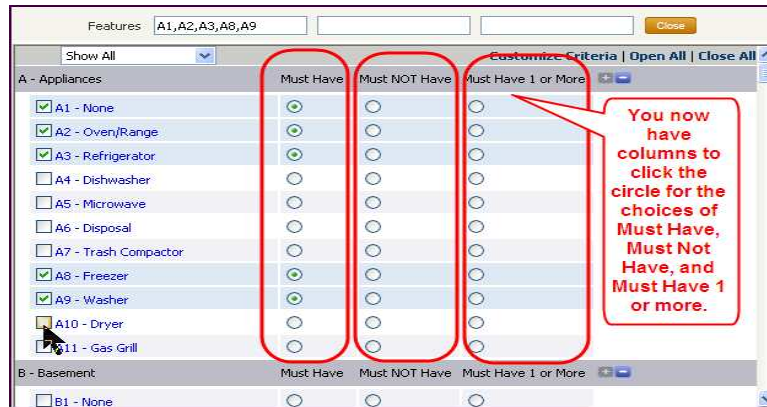 Features A1,A2,A3,A8,A9 Close
Show All Customize Criteria | Open All | Close All
A - Appliances Must Have Must NOT Have Must Have 1 or More
A1 - None
A2 - Oven/Range
A3 - Refrigerator
A4 - Dishwasher
A5 - Microwave
A6 - Disposal
A7 - Trash Compactor
A8 - Freezer
A9 - Washer
A10 - Dryer
A11 - Gas Grill
You now
have
columns to
click the
circle for the
choices of
Must Have,
Must Not
Have, and
Must Have 1
or more.
B - Basement Must Have Must NOT Have Must Have 1 or More
B1 - None